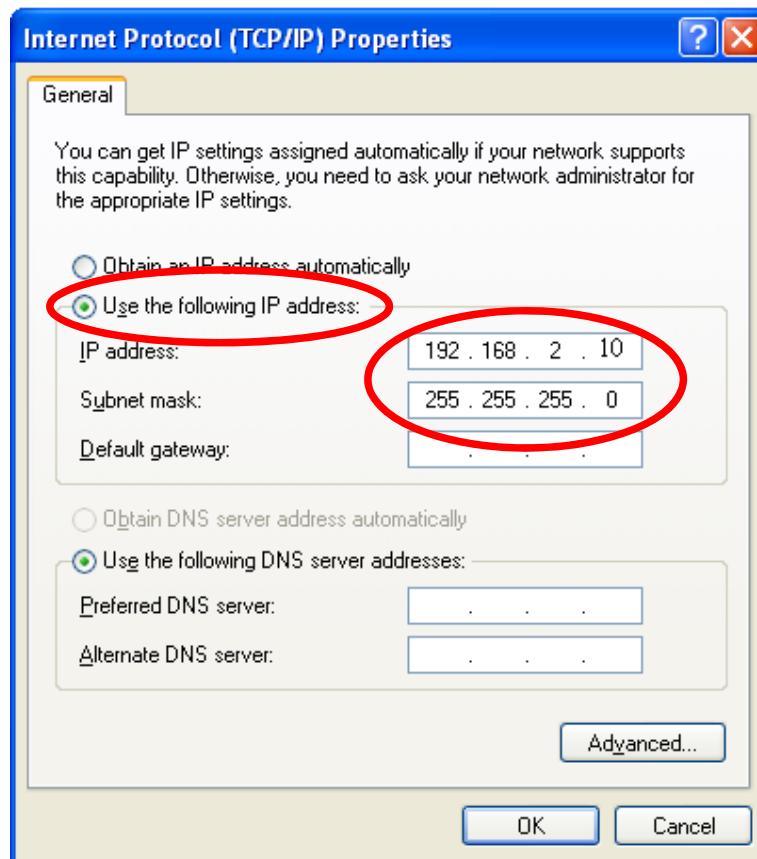 Internet Protocol (TCP/IP) Properties
General
You can get IP settings assigned automatically if your network supports
this capability. Otherwise, you need to ask your network administrator for
the appropriate IP settings.
Obtain an IP address automatically
Use the following IP address:
IP address: 192 . 168 . 2 . 10
Subnet mask: 255 . 255 . 255 . 0
Default gateway: . . .
Obtain DNS server address automatically
Use the following DNS server addresses:
Preferred DNS server: . . .
Alternate DNS server: . . .
Advanced...
OK Cancel